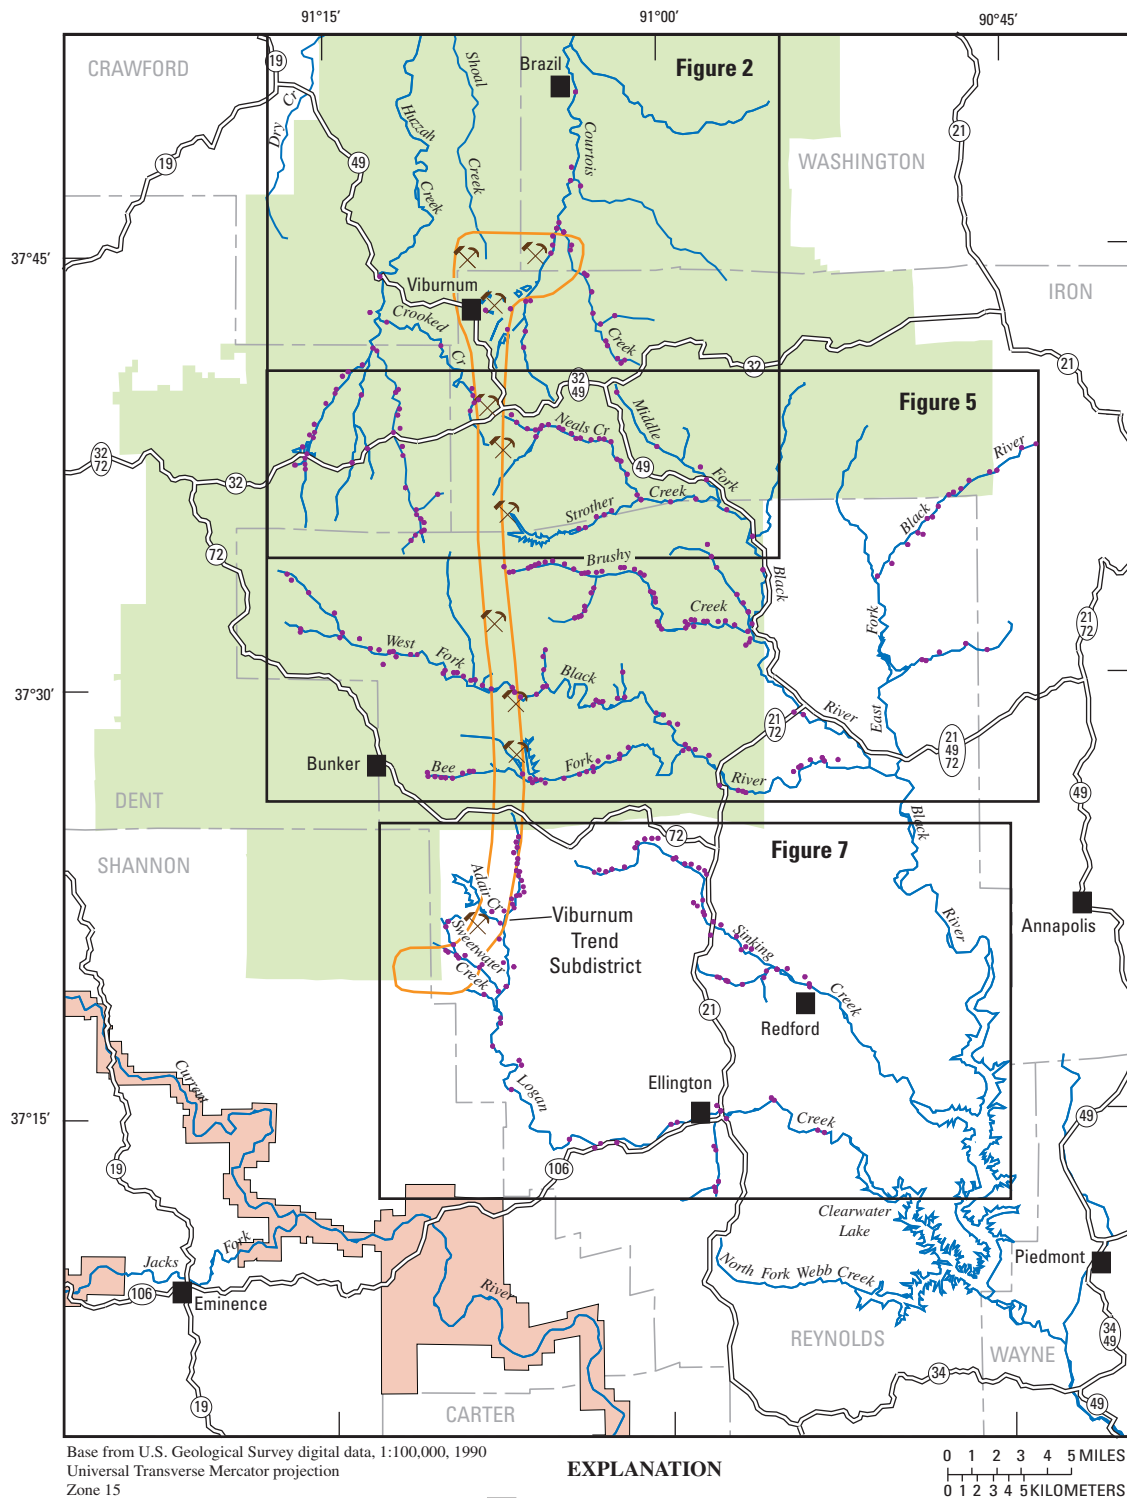 91°15′
91°00′
90°45′
19
CRAWFORD
Dry Cr
Huzzah
Creek
Shoal
Creek
Brazil
Figure 2
Courtois
21
WASHINGTON
19
49
37°45′
Viburnum
IRON
Crooked
Cr
Creek
32
21
32
49
Figure 5
Middle
Neals Cr
River
32
72
32
49
Fork
Creek
Strother
Black
72
Brushy
Black
Creek
Fork
21
72
West
Fork
Black
37°30′
River
East
21
72
21
49
72
Bunker
Bee
Fork
River
49
DENT
Black
72
Figure 7
SHANNON
Adair Cr
Viburnum
Trend
Subdistrict
Sweetwater
Creek
Sinking
River
Annapolis
Creek
21
Redford
Current
Logan
Ellington
37°15′
Creek
49
19
106
Clearwater
Lake
Fork
Jacks
Piedmont
North Fork Webb Creek
106
Eminence
River
REYNOLDS
WAYNE
34
49
34
19
CARTER
49
Base from U.S. Geological Survey digital data, 1:100,000, 1990
Universal Transverse Mercator projection
Zone 15
EXPLANATION
0 1 2 3 4 5 MILES
0 1 2 3 4 5 KILOMETERS